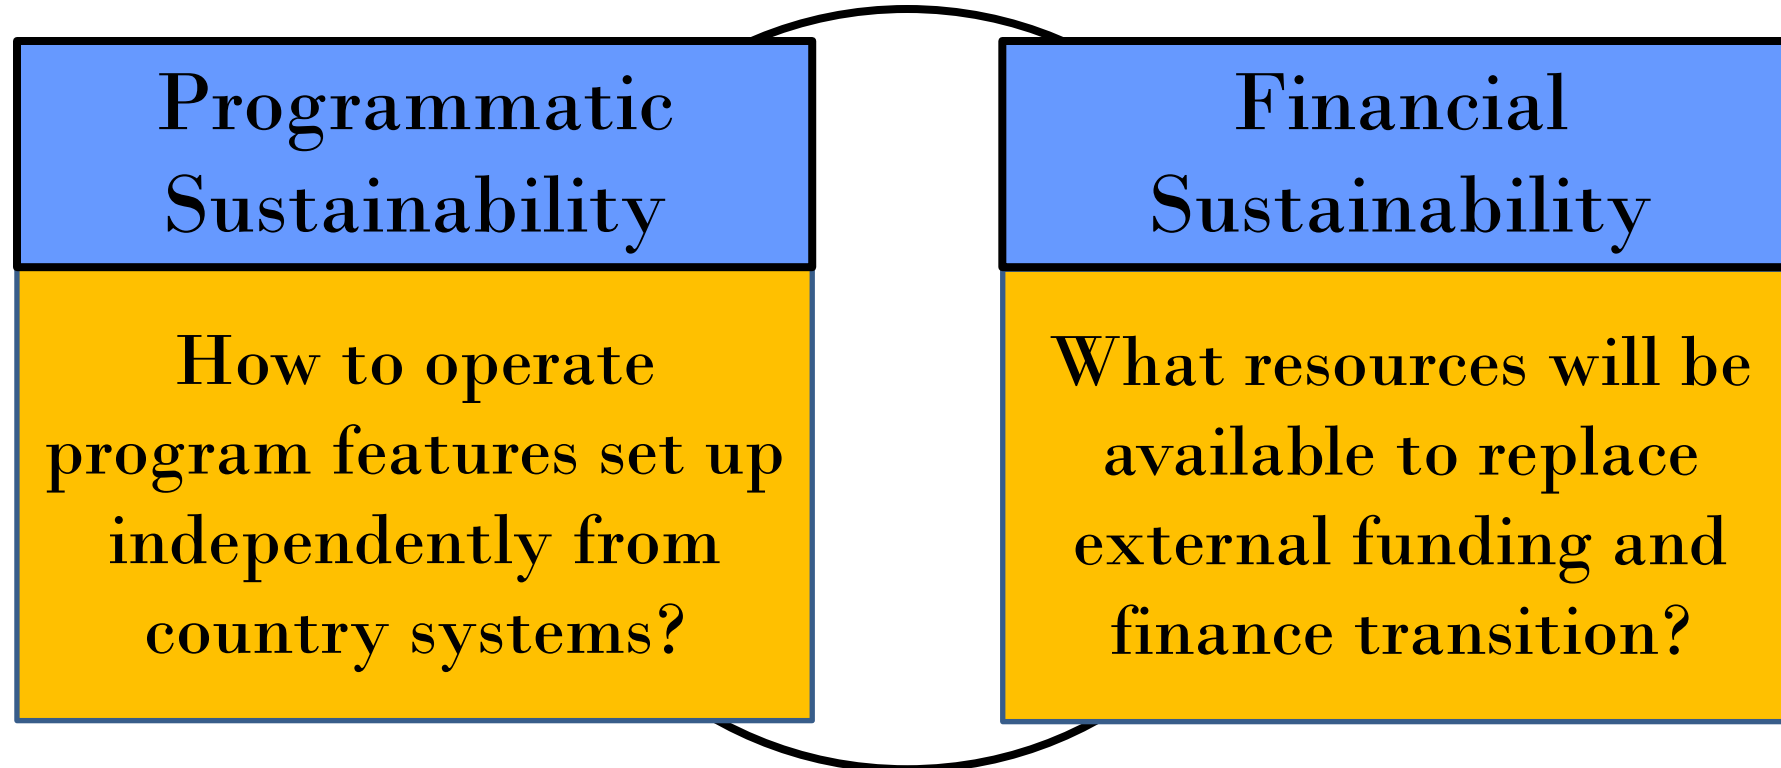 Programmatic
Sustainability
How to operate
program features set up
independently from
country systems?
Financial
Sustainability
What resources will be
available to replace
external funding and
finance transition?